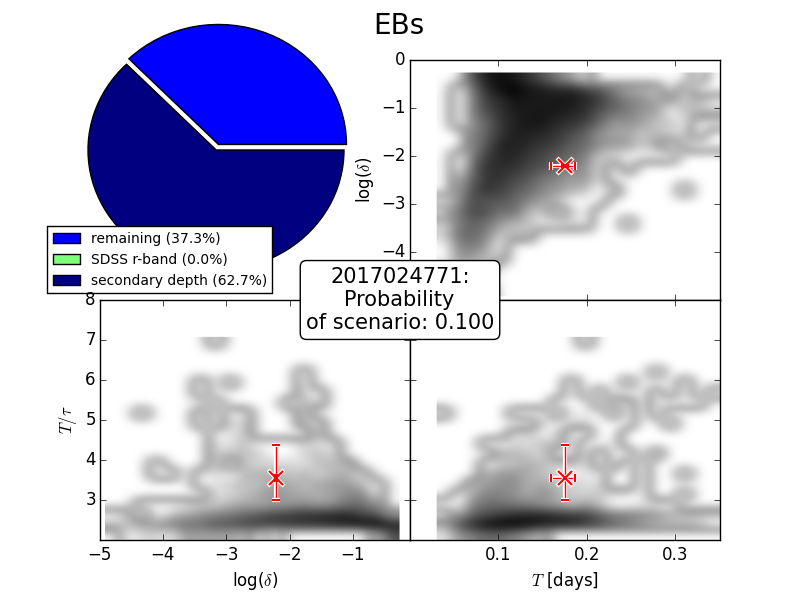 EBs
0
−1
−2
−3
−4
log(δ)
remaining (37.3%)
SDSS r-band (0.0%)
secondary depth (62.7%)
2017024771:
Probability
of scenario: 0.100
8
7
6
5
4
3
T/τ
−5 −4 −3 −2 −1
log(δ)
0.1 0.2 0.3
T [days]